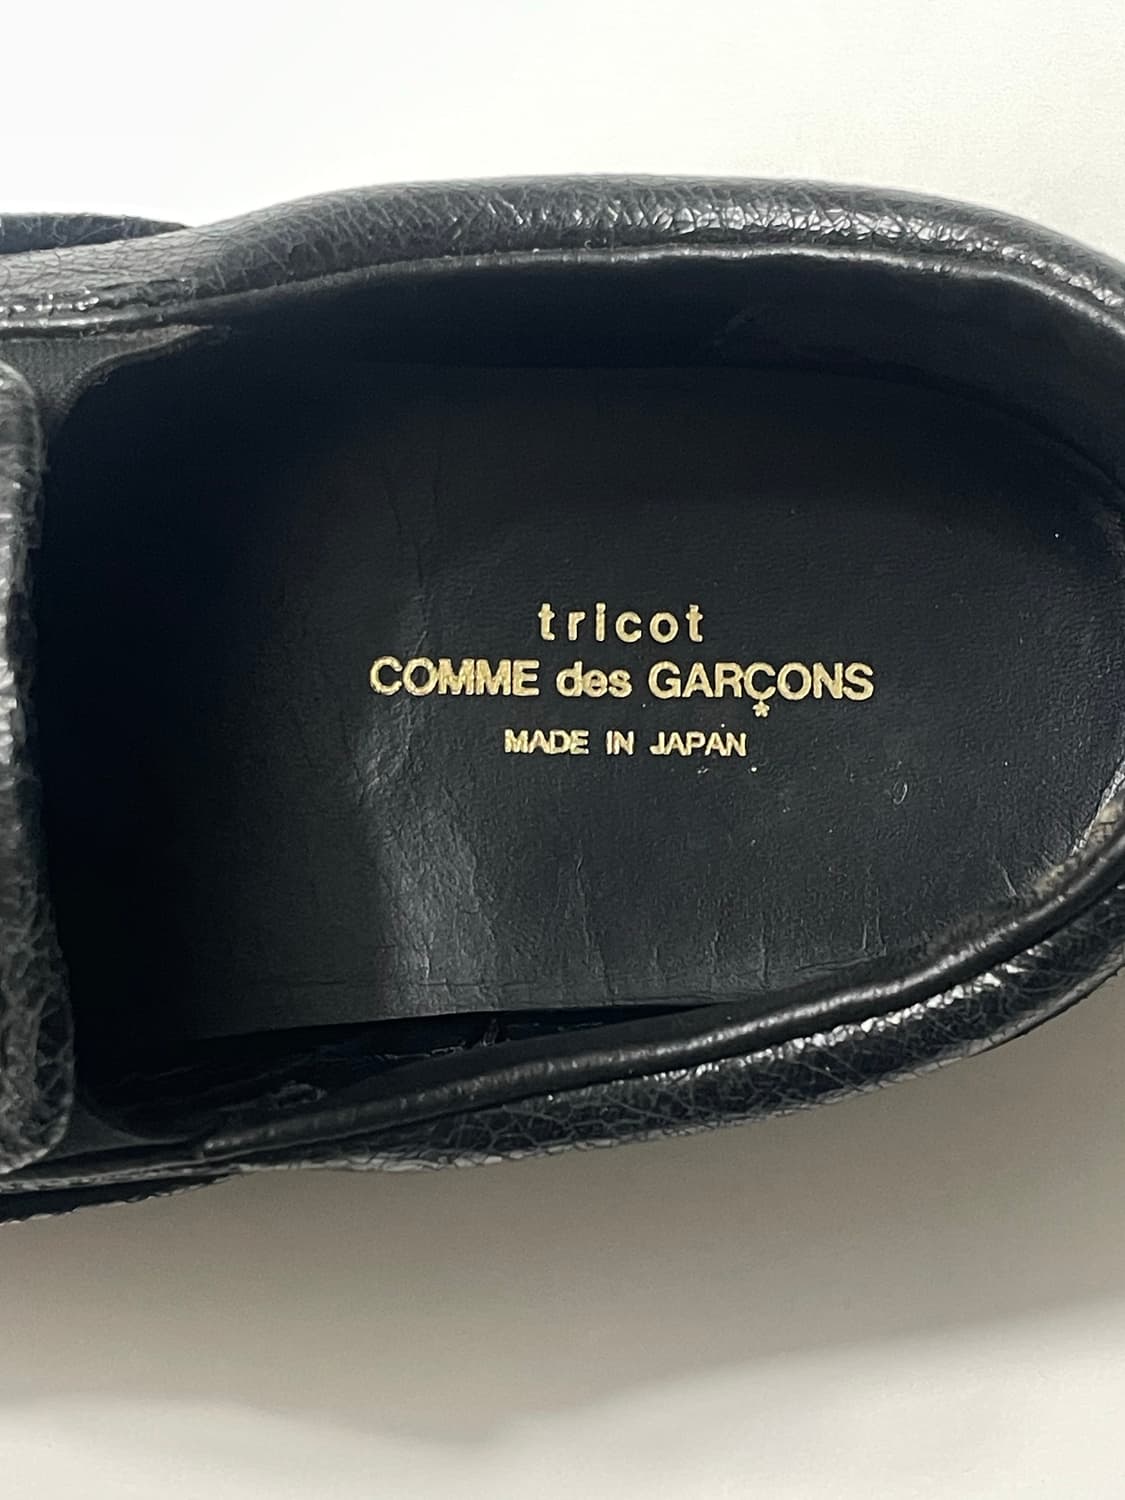 tricot
COMME des GARÇONS
*
MADE IN JAPAN